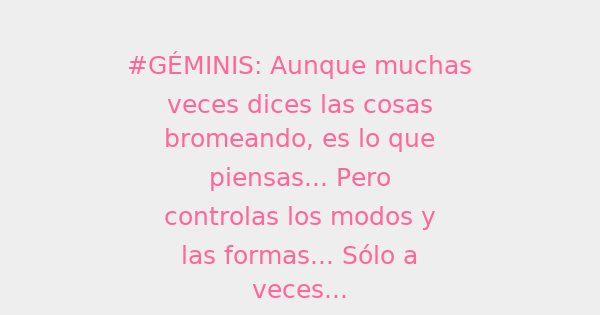 #GÉMINIS: Aunque muchas
veces dices las cosas
bromeando, es lo que
piensas... Pero
controlas los modos y
las formas... Sólo a
veces...